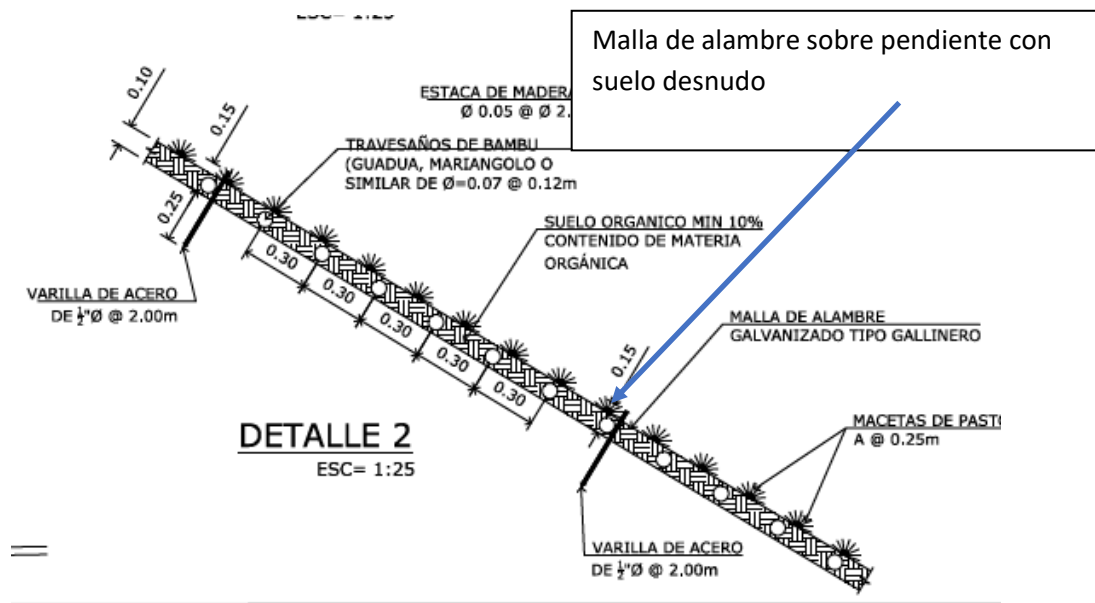 Malla de alambre sobre pendiente con
suelo desnudo
0.10
0.15
0.25
ESTACA DE MADERA
Ø 0.05 @ Ø 2.
TRAVESAÑOS DE BAMBU
(GUADUA, MARIANGOLO O
SIMILAR DE Ø=0.07 @ 0.12m
SUELO ORGANICO MIN 10%
CONTENIDO DE MATERIA
ORGÁNICA
0.30
0.30
0.30
0.30
0.30
VARILLA DE ACERO
DE ½"Ø @ 2.00m
MALLA DE ALAMBRE
GALVANIZADO TIPO GALLINERO
0.15
DETALLE 2
ESC= 1:25
MACETAS DE PASTO
A @ 0.25m
VARILLA DE ACERO
DE ½"Ø @ 2.00m